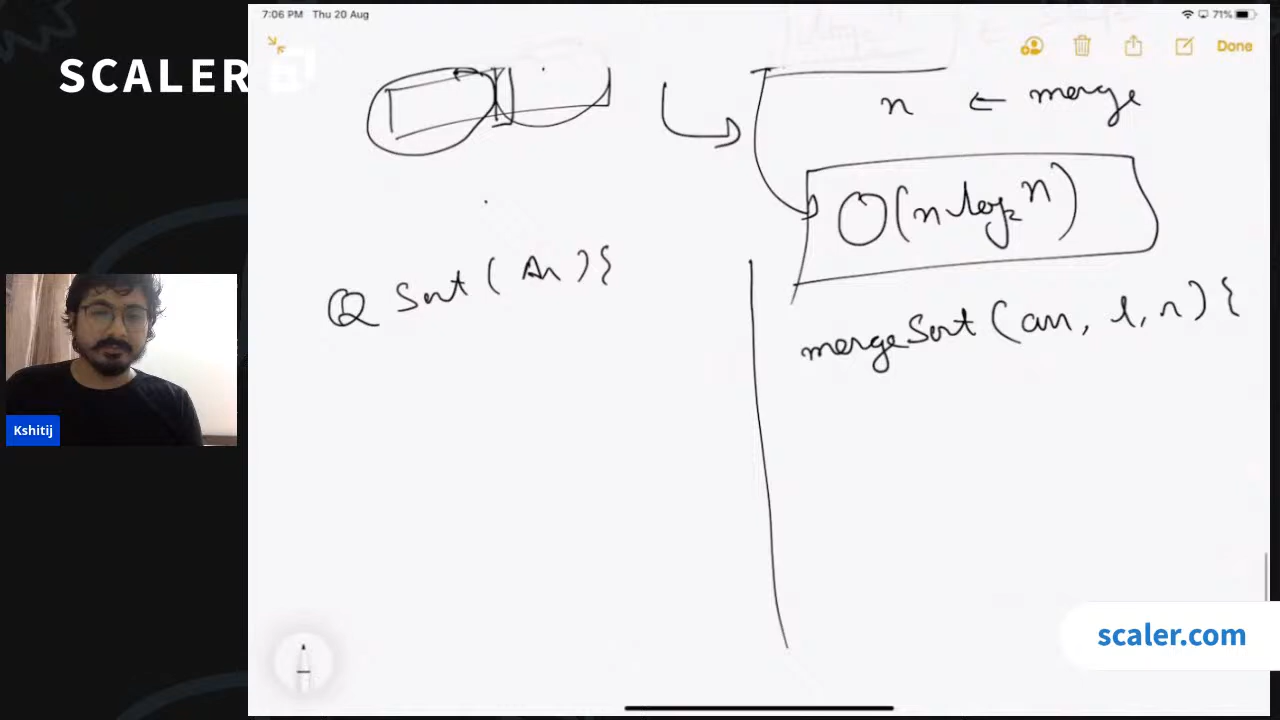 7:06 PM Thu 20 Aug
71%
SCALER
Done
n ← merge
O(n log₂ n)
Q Sort ( Arr ) {
mergeSort ( arr, l, r ) {
Kshitij
scaler.com